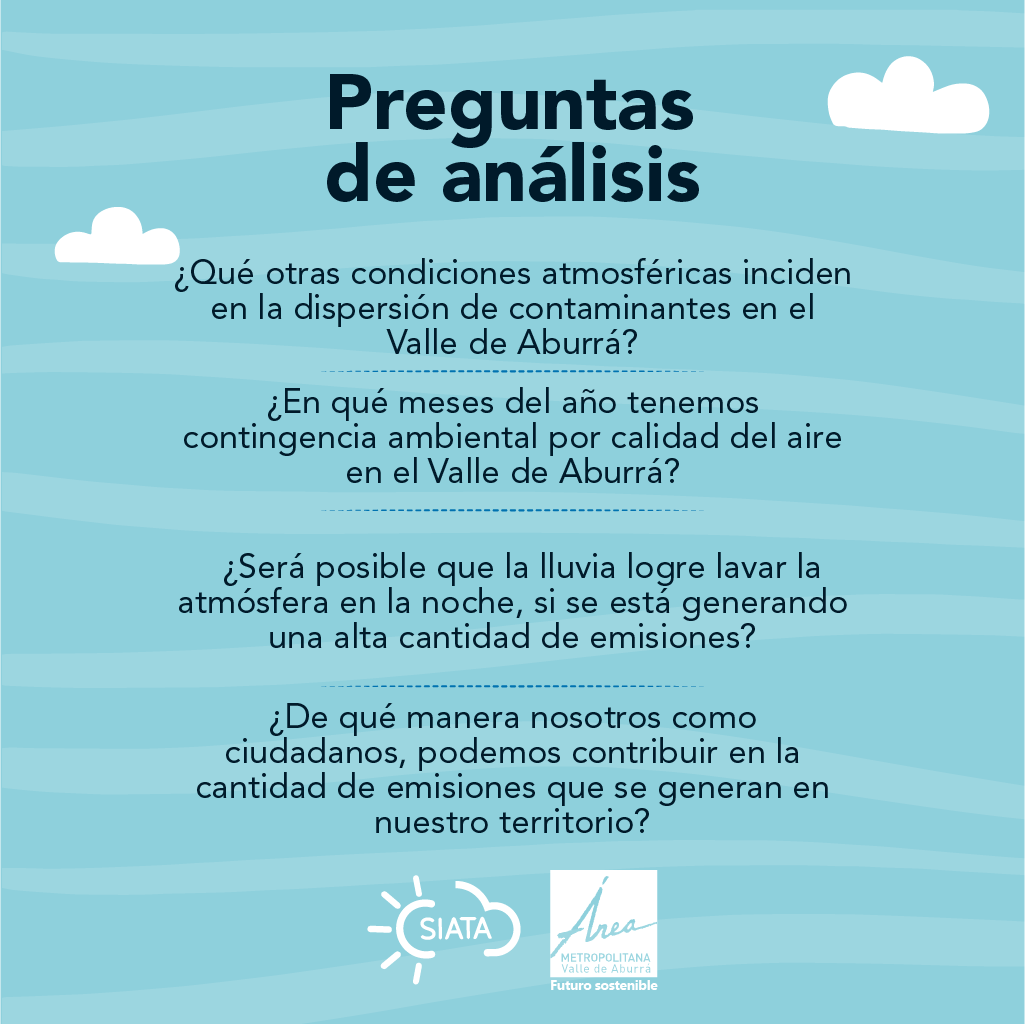 Preguntas
de análisis
¿Qué otras condiciones atmosféricas inciden
en la dispersión de contaminantes en el
Valle de Aburrá?
¿En qué meses del año tenemos
contingencia ambiental por calidad del aire
en el Valle de Aburrá?
¿Será posible que la lluvia logre lavar la
atmósfera en la noche, si se está generando
una alta cantidad de emisiones?
¿De qué manera nosotros como
ciudadanos, podemos contribuir en la
cantidad de emisiones que se generan en
nuestro territorio?
SIATA
Área
METROPOLITANA
Valle de Aburrá
Futuro sostenible